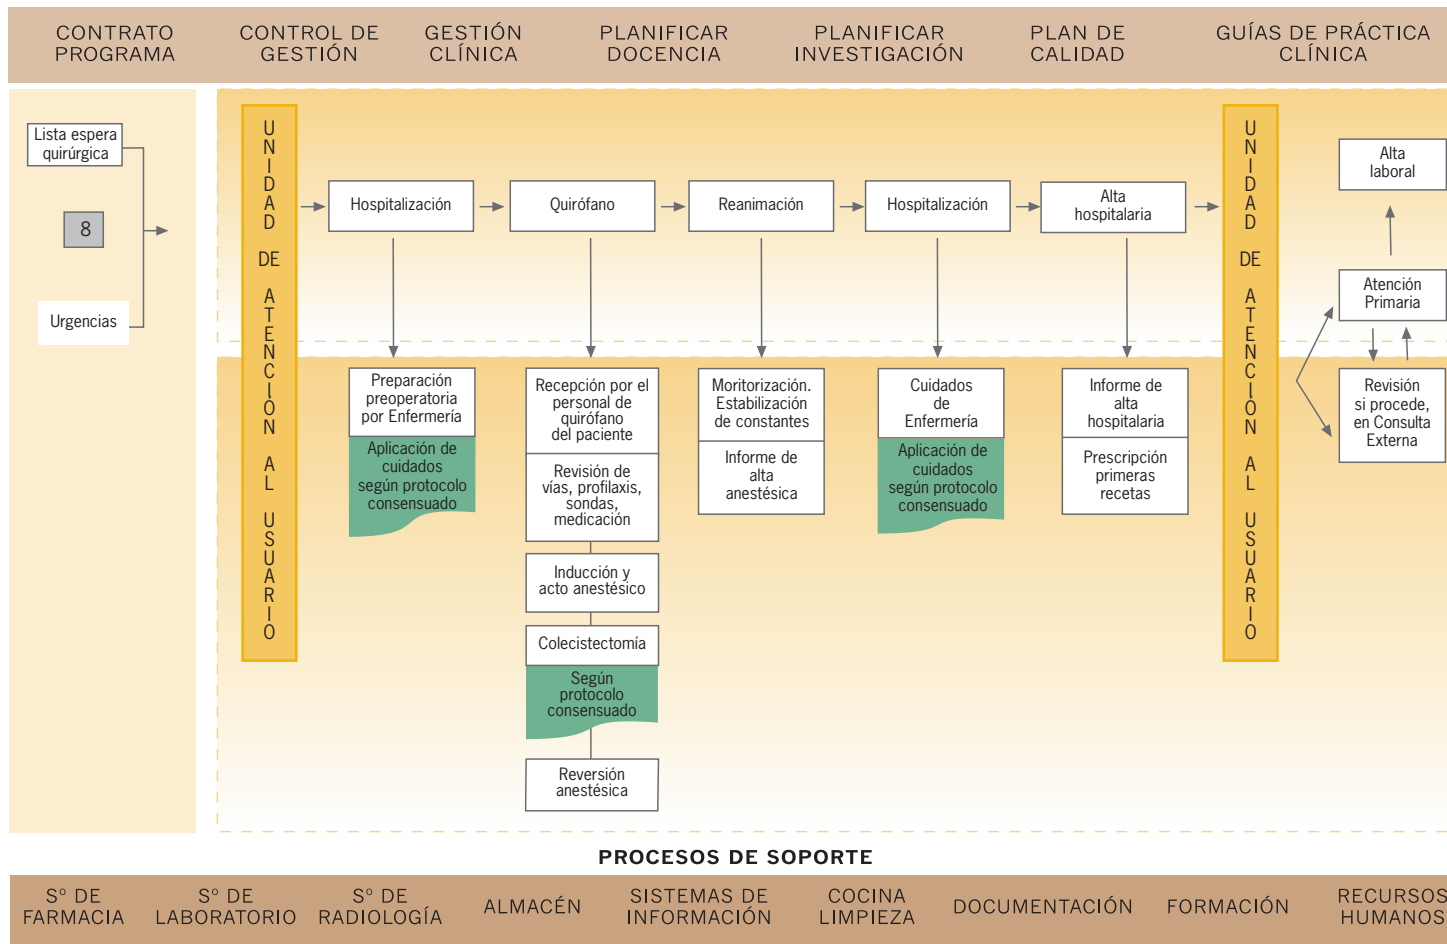 CONTRATO
PROGRAMA
CONTROL DE
GESTIÓN
GESTIÓN
CLÍNICA
PLANIFICAR
DOCENCIA
PLANIFICAR
INVESTIGACIÓN
PLAN DE
CALIDAD
GUÍAS DE PRÁCTICA
CLÍNICA
Lista espera
quirúrgica
8
Urgencias
UNIDAD DE ATENCIÓN AL USUARIO
Hospitalización
Quirófano
Reanimación
Hospitalización
Alta
hospitalaria
UNIDAD DE ATENCIÓN AL USUARIO
Alta
laboral
Atención
Primaria
Revisión
si procede,
en Consulta
Externa
Preparación
preoperatoria
por Enfermería
Aplicación de
cuidados
según protocolo
consensuado
Recepción por el
personal de
quirófano
del paciente
Revisión de
vías, profilaxis,
sondas,
medicación
Inducción y
acto anestésico
Colecistectomía
Según
protocolo
consensuado
Reversión
anestésica
Moritorización.
Estabilización
de constantes
Informe de
alta
anestésica
Cuidados
de
Enfermería
Aplicación de
cuidados
según protocolo
consensuado
Informe de
alta
hospitalaria
Prescripción
primeras
recetas
PROCESOS DE SOPORTE
Sº DE
FARMACIA
Sº DE
LABORATORIO
Sº DE
RADIOLOGÍA
ALMACÉN
SISTEMAS DE
INFORMACIÓN
COCINA
LIMPIEZA
DOCUMENTACIÓN
FORMACIÓN
RECURSOS
HUMANOS